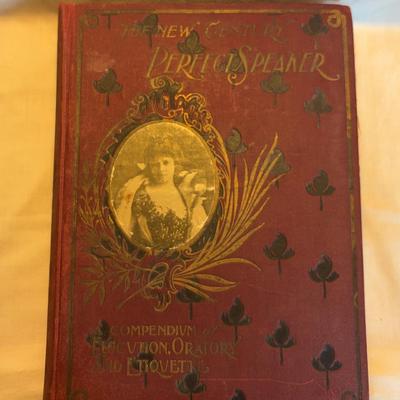 THE NEW CENTURY
PERFECT SPEAKER
A COMPENDIUM OF
ELOCUTION, ORATORY
AND ETIQUETTE